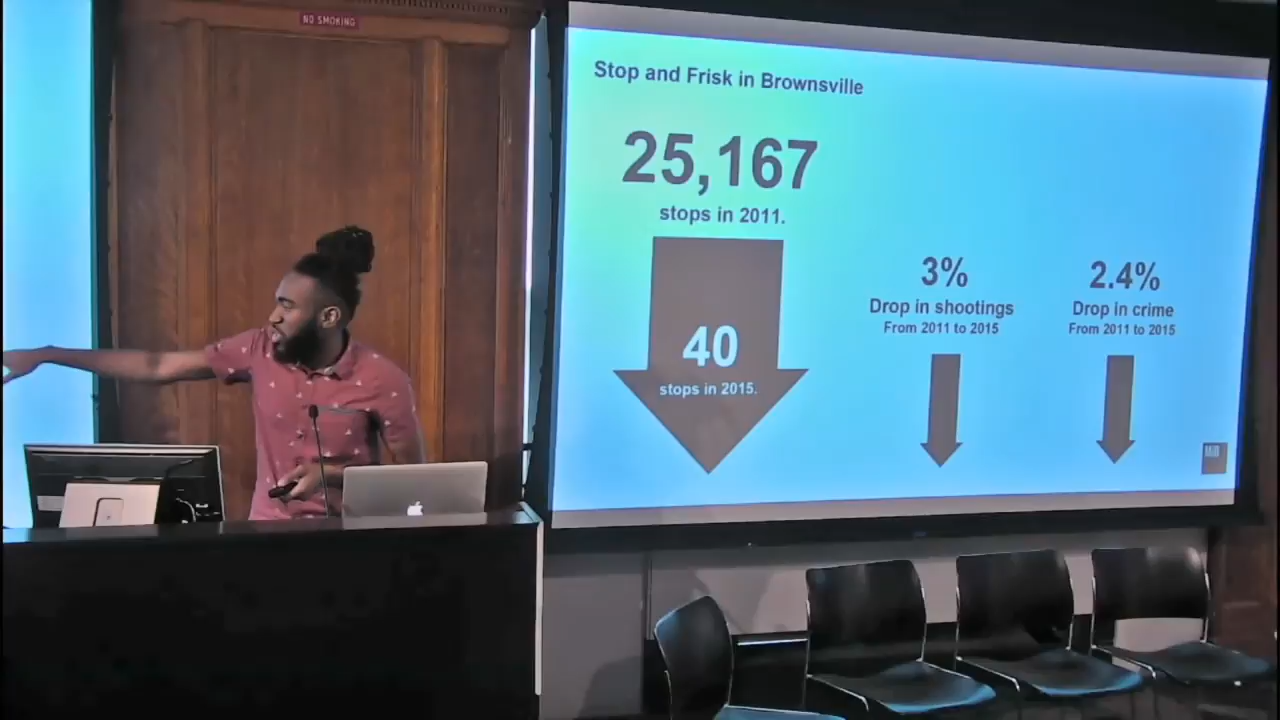 NO SMOKING
Stop and Frisk in Brownsville
25,167
stops in 2011.
40
stops in 2015.
3%
Drop in shootings
From 2011 to 2015
2.4%
Drop in crime
From 2011 to 2015